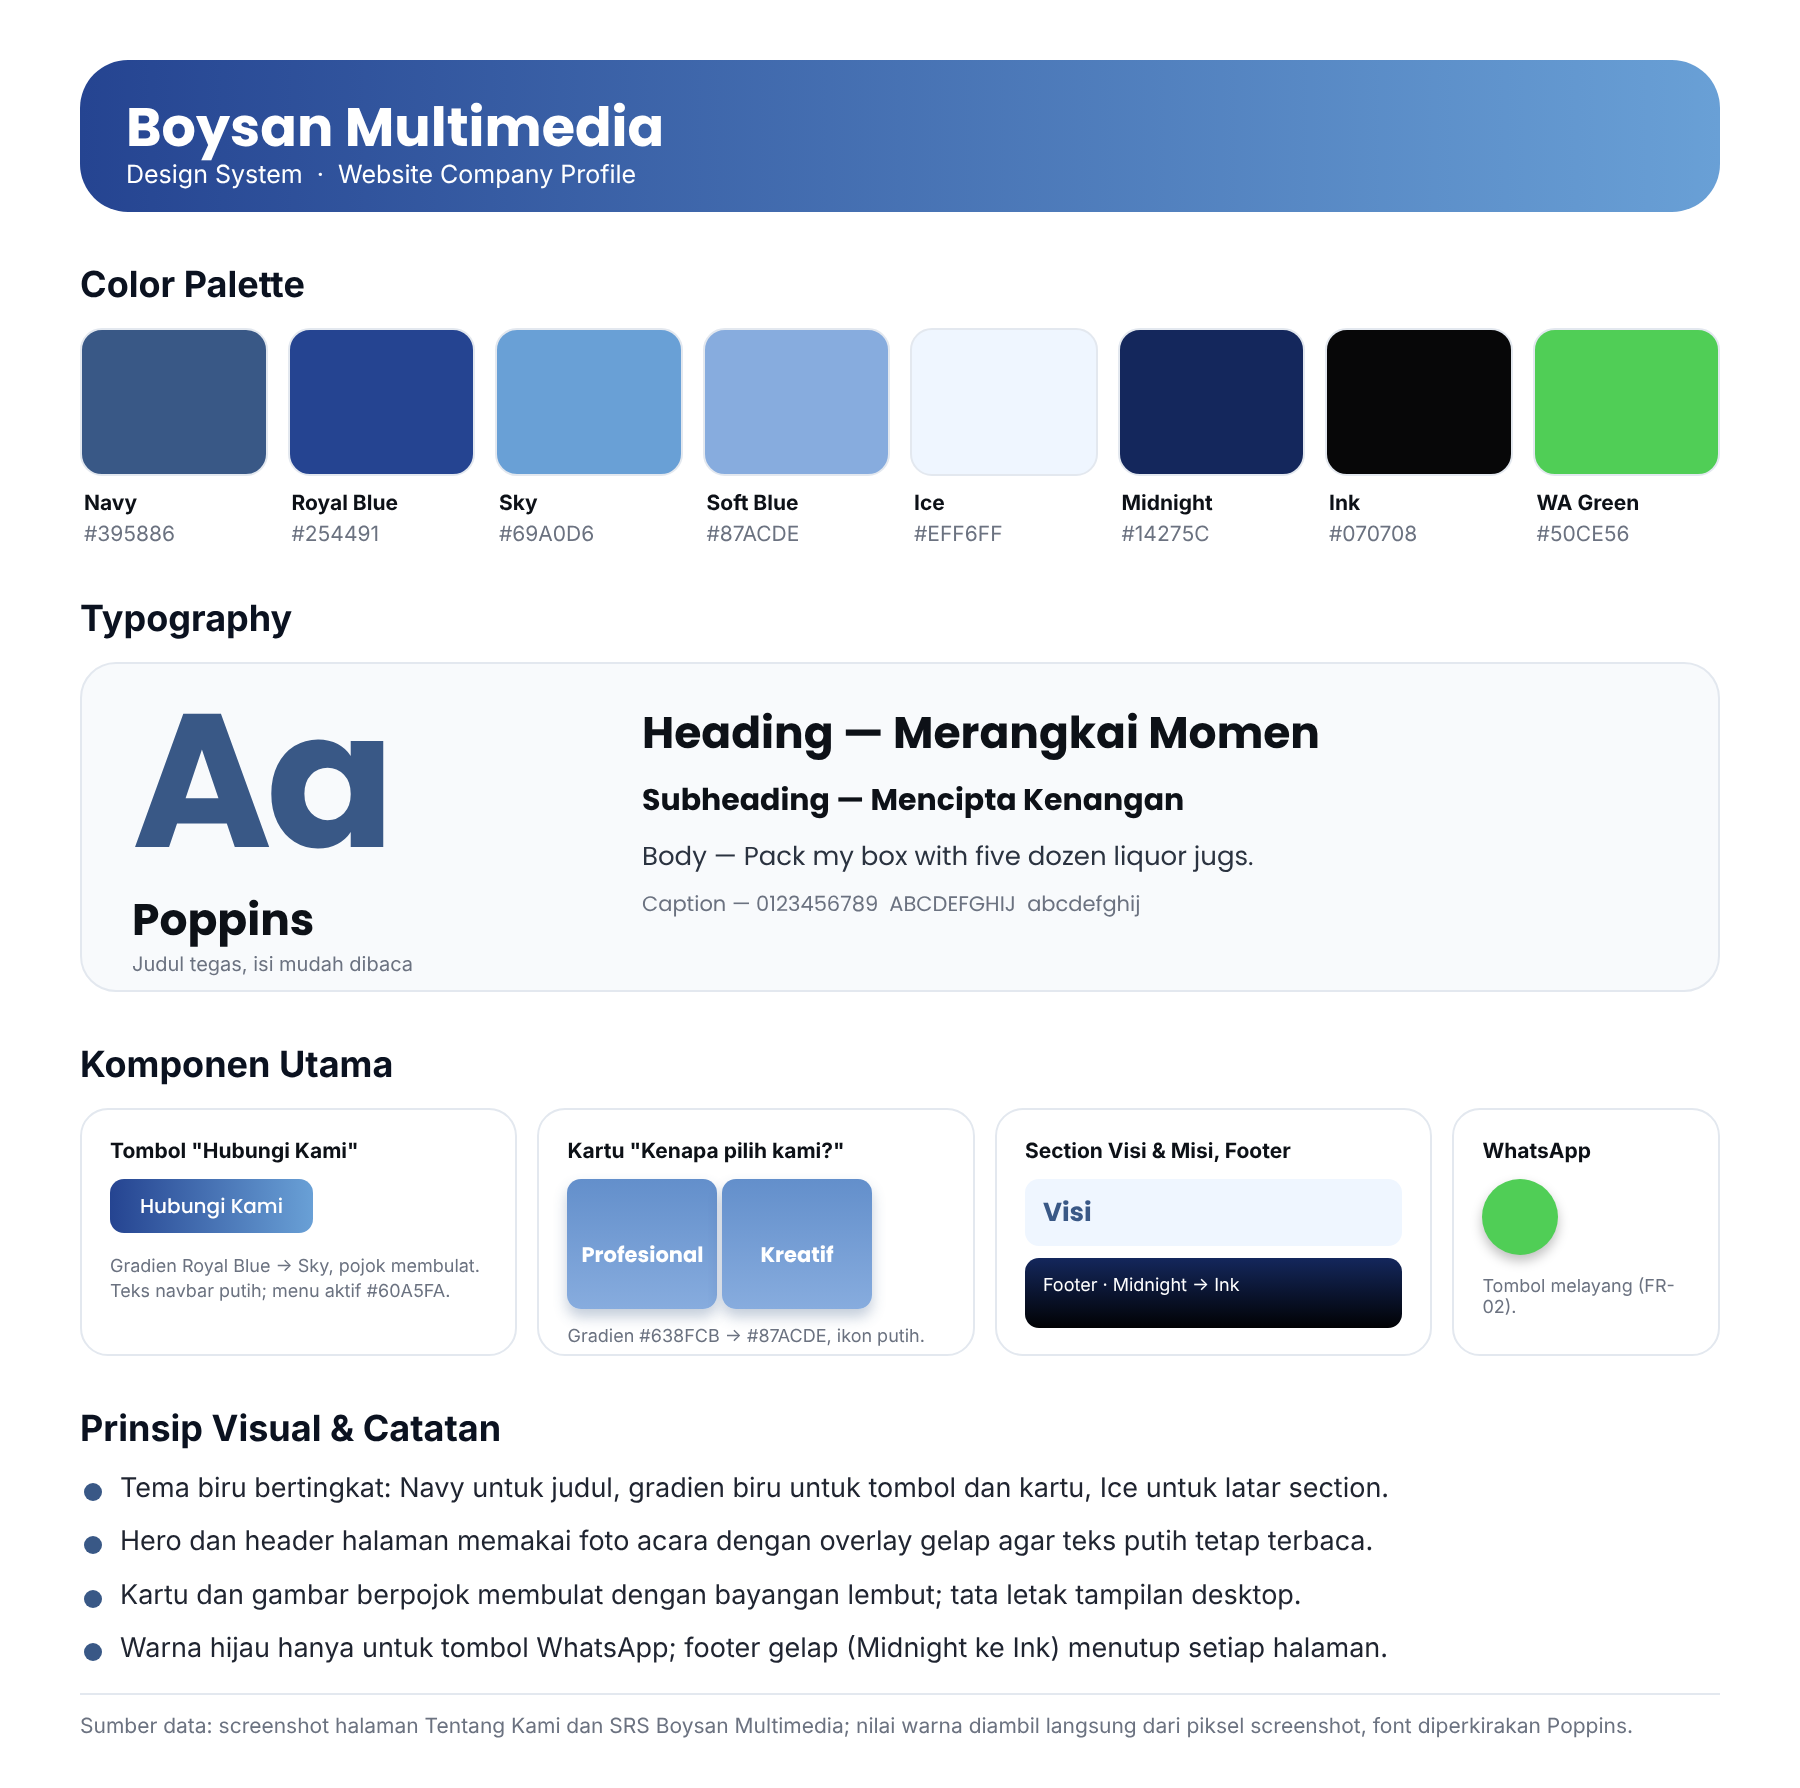 Boysan Multimedia
Design System · Website Company Profile
Color Palette
Navy
#395886
Royal Blue
#254491
Sky
#69A0D6
Soft Blue
#87ACDE
Ice
#EFF6FF
Midnight
#14275C
Ink
#070708
WA Green
#50CE56
Typography
Aa
Poppins
Judul tegas, isi mudah dibaca
Heading — Merangkai Momen
Subheading — Mencipta Kenangan
Body — Pack my box with five dozen liquor jugs.
Caption — 0123456789 ABCDEFGHIJ abcdefghij
Komponen Utama
Tombol "Hubungi Kami"
Hubungi Kami
Gradien Royal Blue → Sky, pojok membulat.
Teks navbar putih; menu aktif #60A5FA.
Kartu "Kenapa pilih kami?"
Profesional
Kreatif
Gradien #638FCB → #87ACDE, ikon putih.
Section Visi & Misi, Footer
Visi
Footer · Midnight → Ink
WhatsApp
Tombol melayang (FR-
02).
Prinsip Visual & Catatan
Tema biru bertingkat: Navy untuk judul, gradien biru untuk tombol dan kartu, Ice untuk latar section.
Hero dan header halaman memakai foto acara dengan overlay gelap agar teks putih tetap terbaca.
Kartu dan gambar berpojok membulat dengan bayangan lembut; tata letak tampilan desktop.
Warna hijau hanya untuk tombol WhatsApp; footer gelap (Midnight ke Ink) menutup setiap halaman.
Sumber data: screenshot halaman Tentang Kami dan SRS Boysan Multimedia; nilai warna diambil langsung dari piksel screenshot, font diperkirakan Poppins.